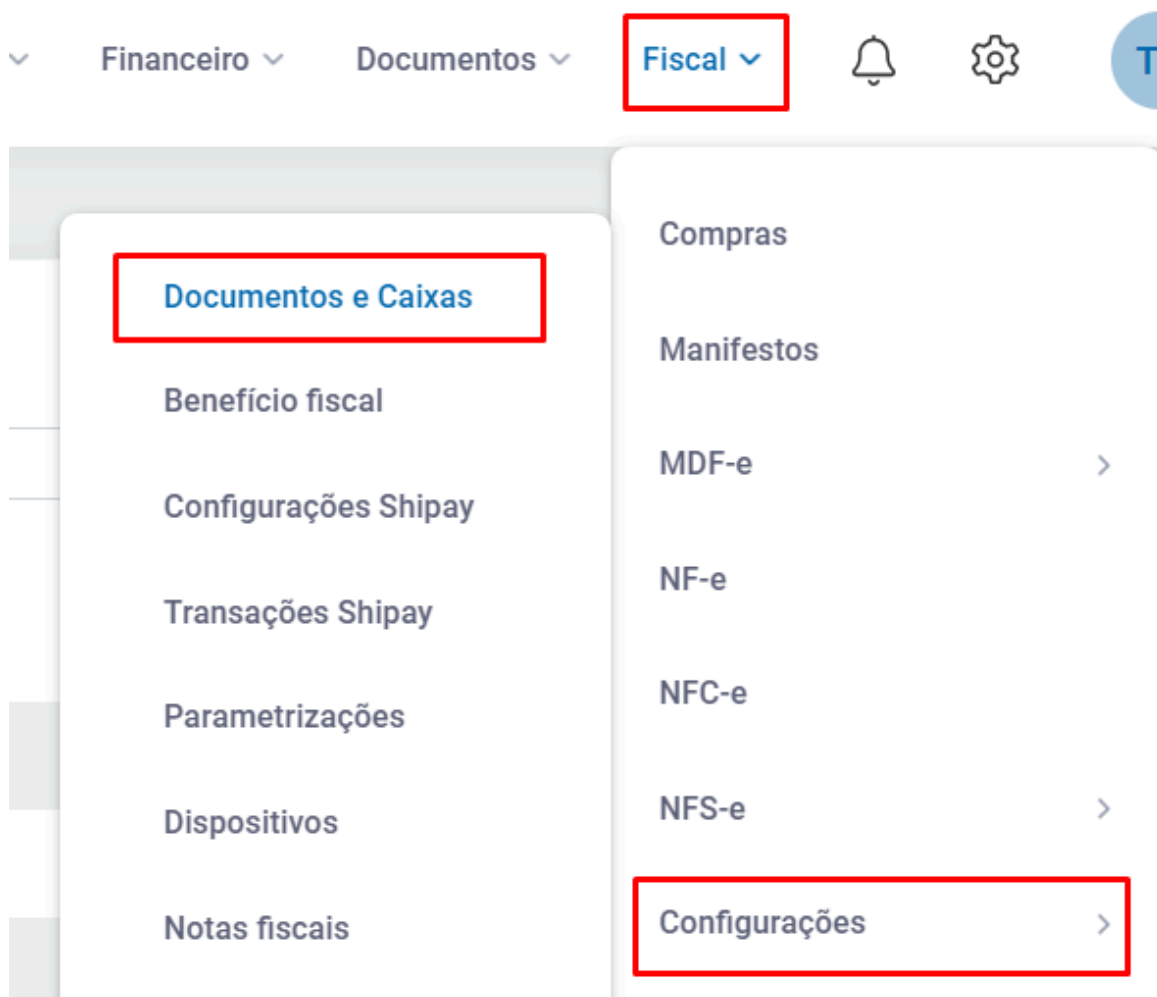 Financeiro
Documentos
Fiscal
T
Documentos e Caixas
Benefício fiscal
Configurações Shipay
Transações Shipay
Parametrizações
Dispositivos
Notas fiscais
Compras
Manifestos
MDF-e
NF-e
NFC-e
NFS-e
Configurações